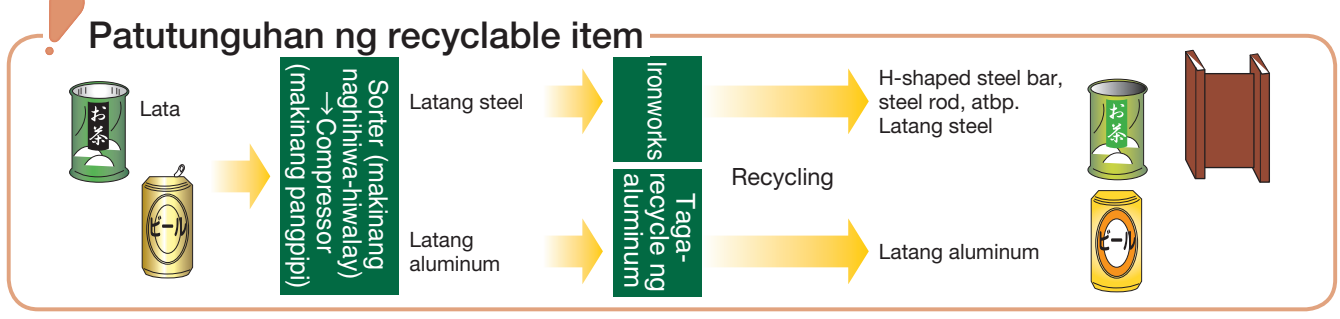 Patutunguhan ng recyclable item
お茶
Lata
ビール
Sorter (makinang
naghihiwa-hiwalay)
→Compressor
(makinang pangpipi)
Latang steel
Latang
aluminum
Ironworks
Taga-
recycle ng
aluminum
Recycling
H-shaped steel bar,
steel rod, atbp.
Latang steel
Latang aluminum
お茶
ビール